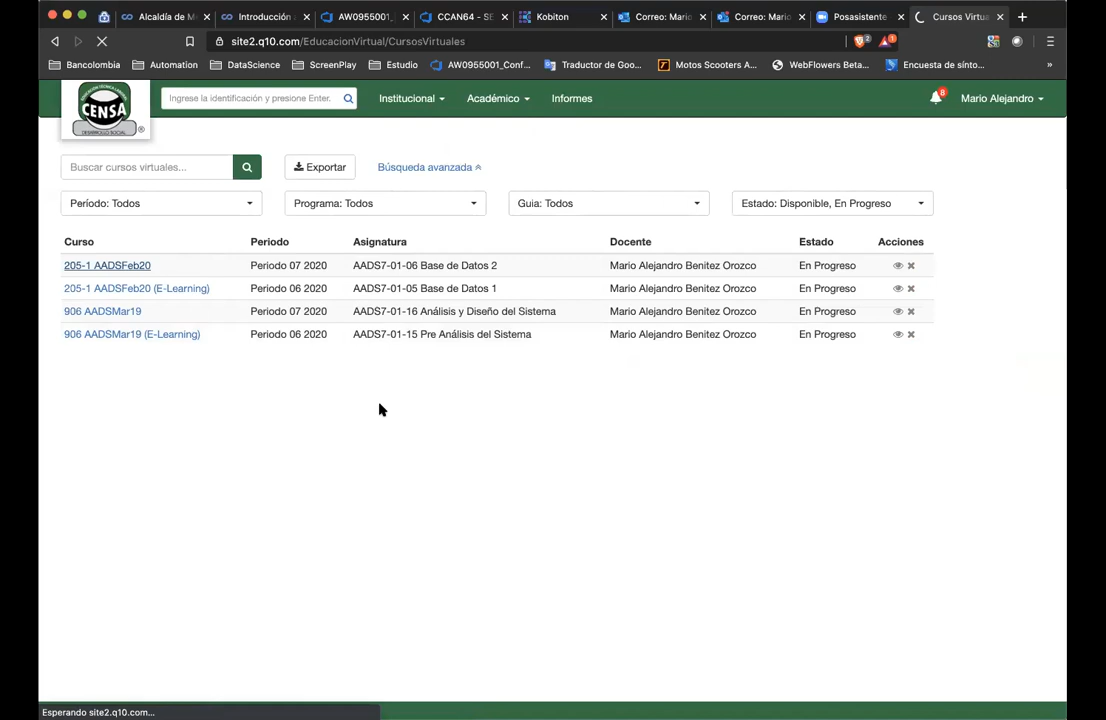 Alcaldía de M
Introducción
AW0955001_
CCAN64 - SE
Kobiton
Correo: Mario
Correo: Mario
Posasistente
Cursos Virtua
site2.q10.com/EducacionVirtual/CursosVirtuales
2
1
Bancolombia
Automation
DataScience
ScreenPlay
Estudio
AW0955001_Conf...
Traductor de Goo...
Motos Scooters A...
WebFlowers Beta...
Encuesta de sínto...
»
CENSA
DESARROLLO SOCIAL
Ingrese la identificación y presione Enter.
Institucional
Académico
Informes
8
Mario Alejandro
Buscar cursos virtuales...
Exportar
Búsqueda avanzada
Período: Todos
Programa: Todos
Guia: Todos
Estado: Disponible, En Progreso
Curso Periodo Asignatura Docente Estado Acciones
205-1 AADSFeb20 Periodo 07 2020 AADS7-01-06 Base de Datos 2 Mario Alejandro Benitez Orozco En Progreso
205-1 AADSFeb20 (E-Learning) Periodo 06 2020 AADS7-01-05 Base de Datos 1 Mario Alejandro Benitez Orozco En Progreso
906 AADSMar19 Periodo 07 2020 AADS7-01-16 Análisis y Diseño del Sistema Mario Alejandro Benitez Orozco En Progreso
906 AADSMar19 (E-Learning) Periodo 06 2020 AADS7-01-15 Pre Análisis del Sistema Mario Alejandro Benitez Orozco En Progreso
Esperando site2.q10.com...